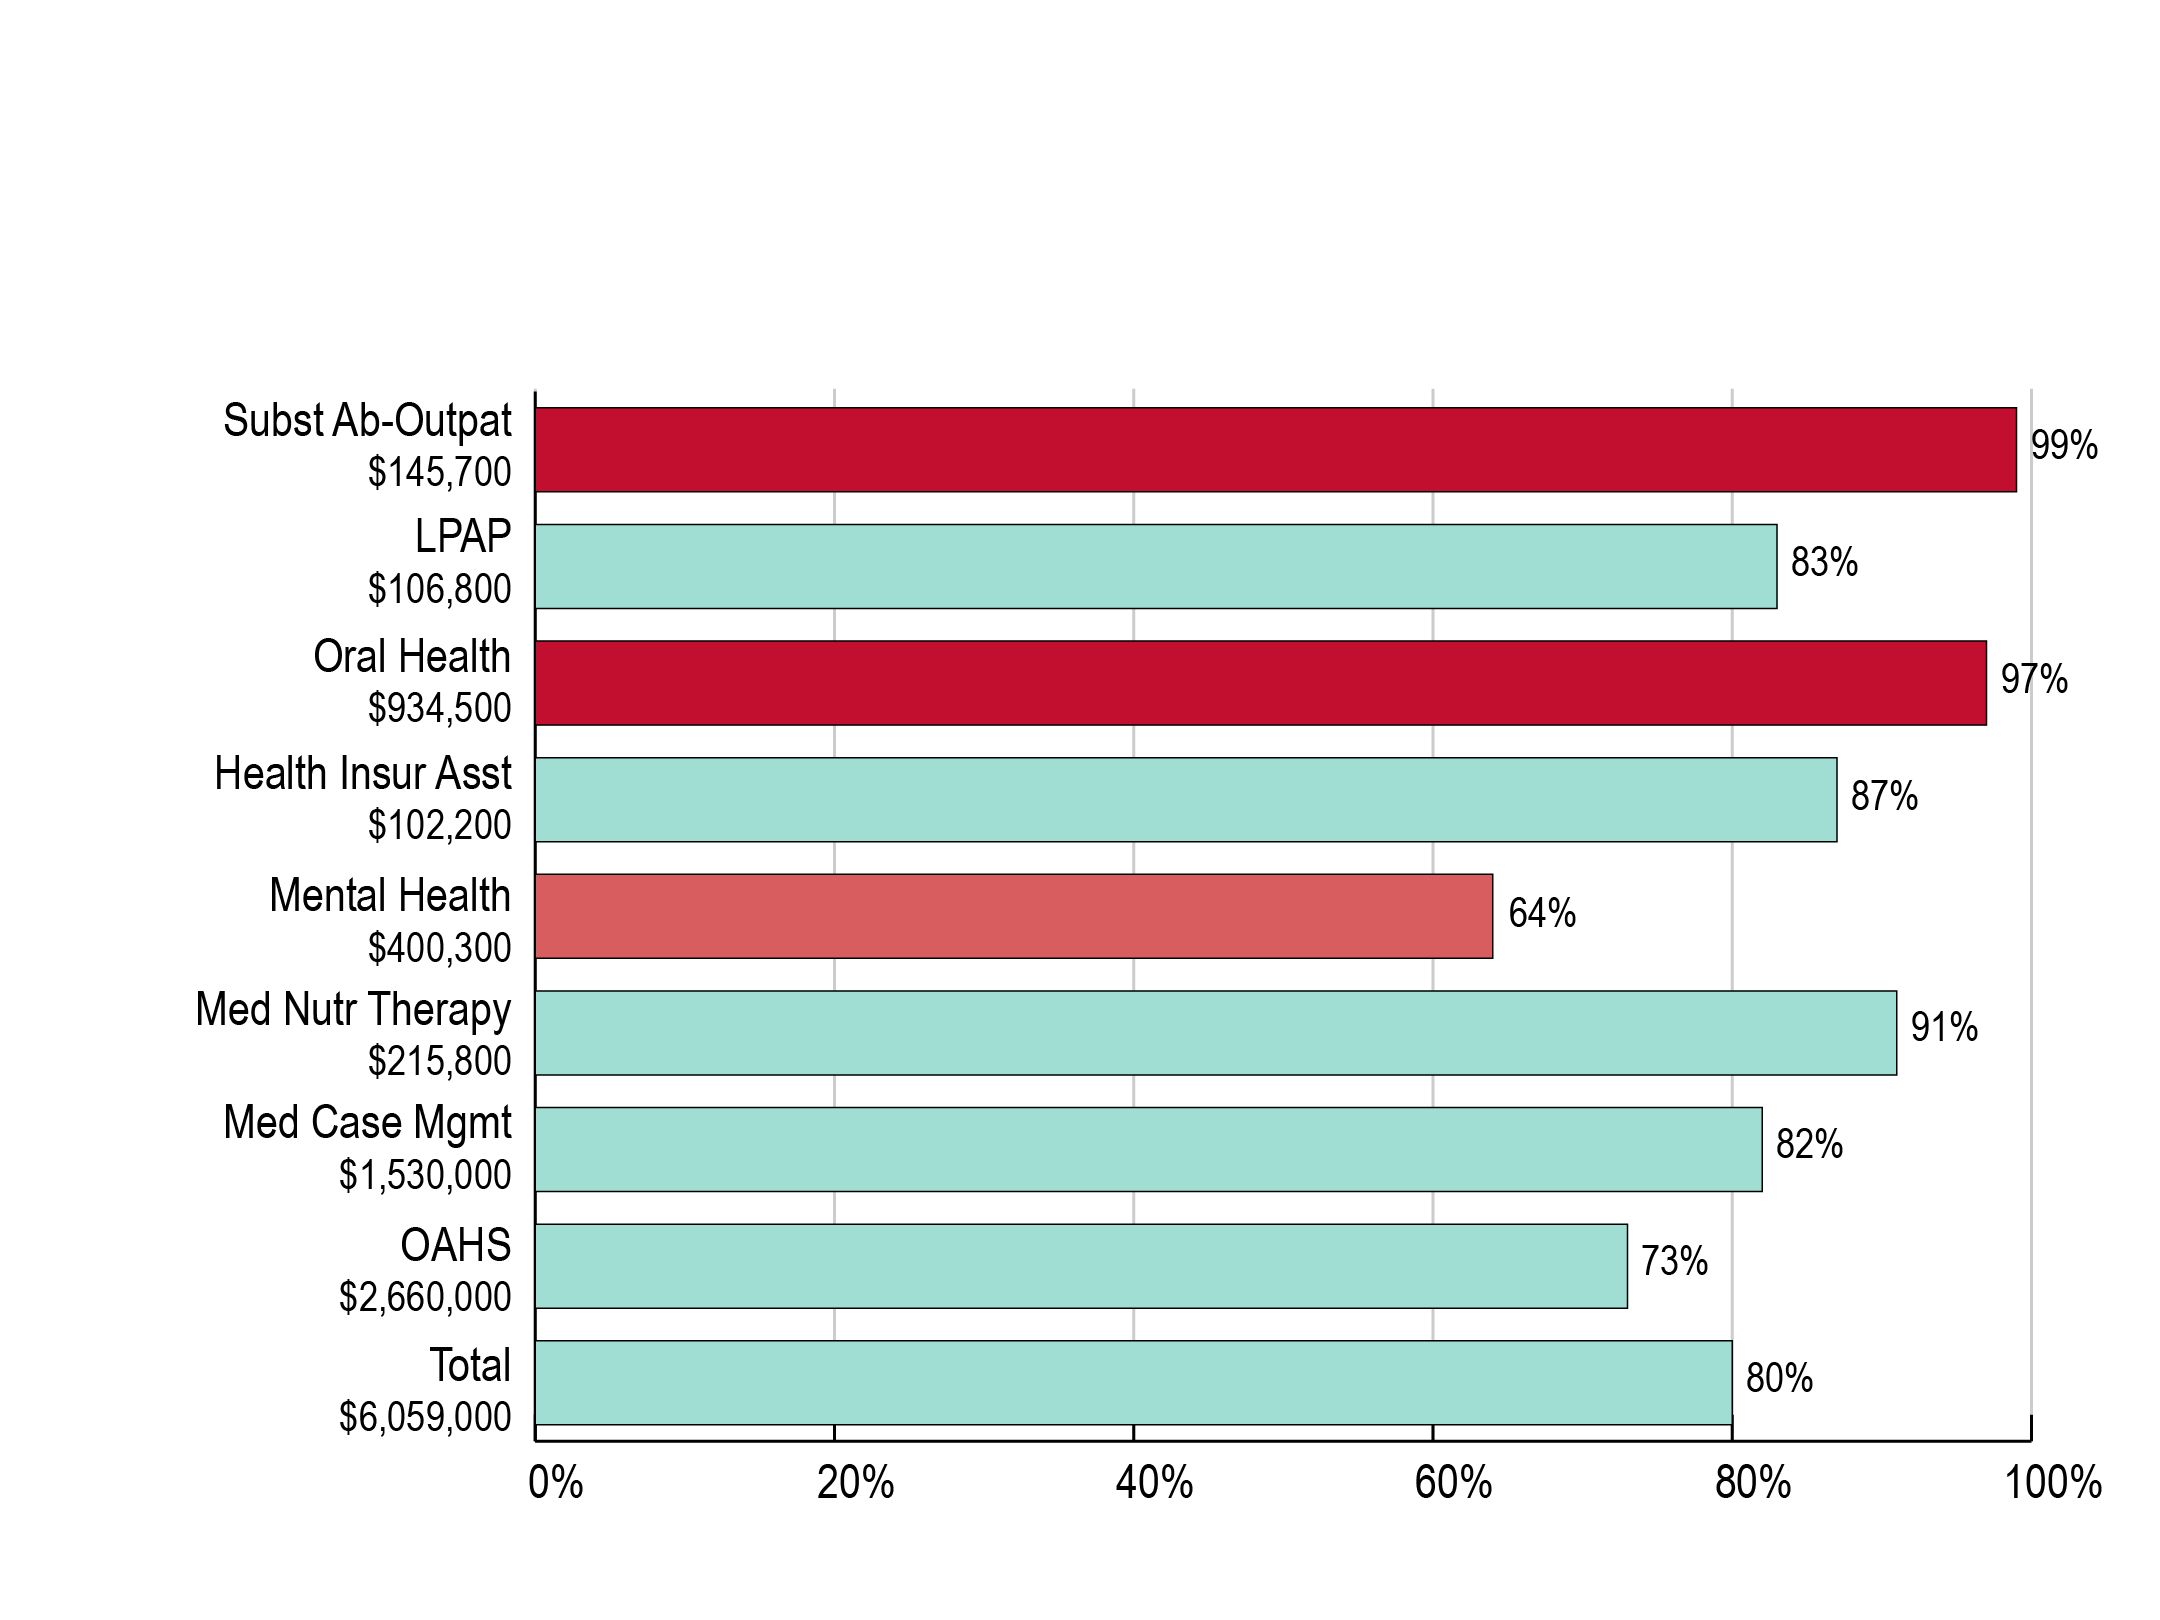 Subst Ab-Outpat
$145,700
99%
LPAP
$106,800
83%
Oral Health
$934,500
97%
Health Insur Asst
$102,200
87%
Mental Health
$400,300
64%
Med Nutr Therapy
$215,800
91%
Med Case Mgmt
$1,530,000
82%
OAHS
$2,660,000
73%
Total
$6,059,000
80%
0% 20% 40% 60% 80% 100%